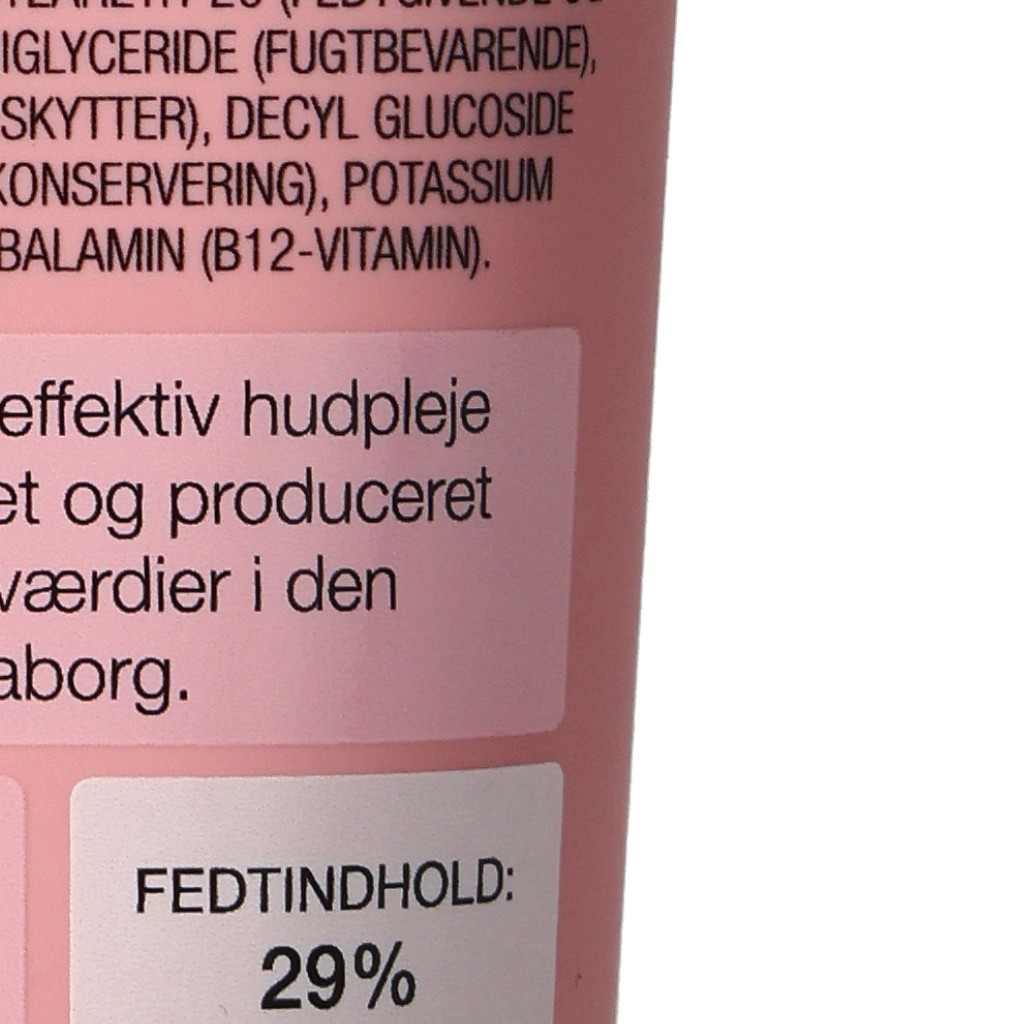 IGLYCERIDE (FUGTBEVARENDE),
SKYTTER), DECYL GLUCOSIDE
KONSERVERING), POTASSIUM
BALAMIN (B12-VITAMIN).
effektiv hudpleje
et og produceret
værdier i den
aborg.
FEDTINDHOLD:
29%